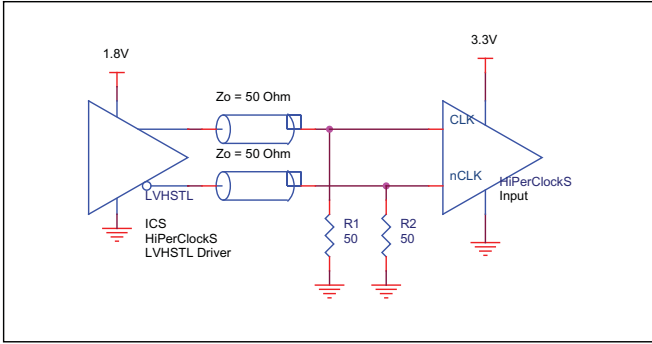 1.8V
3.3V
Zo = 50 Ohm
CLK
Zo = 50 Ohm
nCLK
HiPerClockS
Input
LVHSTL
ICS
HiPerClockS
LVHSTL Driver
R1
50
R2
50